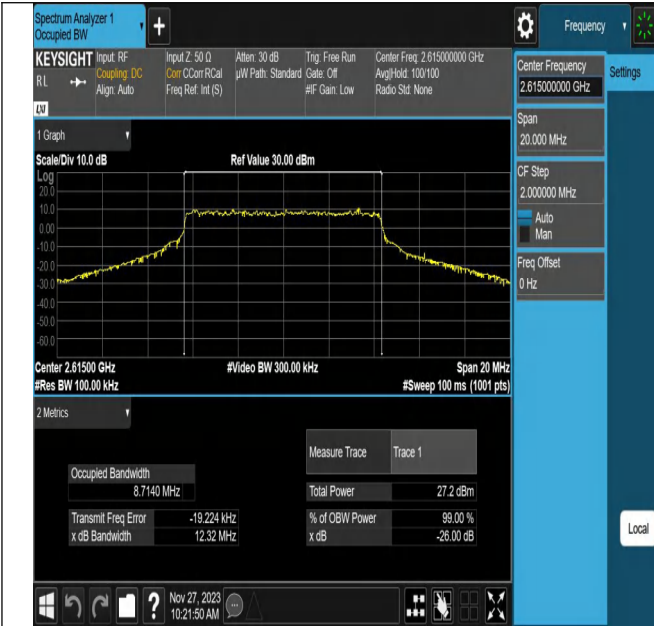 Spectrum Analyzer 1
Occupied BW
+
Frequency
KEYSIGHT Input: RF Input Z: 50 Ω Atten: 30 dB Trig: Free Run Center Freq: 2.615000000 GHz
RL Coupling: DC Corr CCorr RCal µW Path: Standard Gate: Off Avg|Hold: 100/100
Align: Auto Freq Ref: Int (S) #IF Gain: Low Radio Std: None
LXI
Center Frequency
2.615000000 GHz
Settings
Span
20.000 MHz
CF Step
2.000000 MHz
Auto
Man
Freq Offset
0 Hz
1 Graph
Scale/Div 10.0 dB Ref Value 30.00 dBm
Log
20.0
10.0
0.00
-10.0
-20.0
-30.0
-40.0
-50.0
-60.0
Center 2.61500 GHz #Video BW 300.00 kHz Span 20 MHz
#Res BW 100.00 kHz #Sweep 100 ms (1001 pts)
2 Metrics
Measure Trace Trace 1
Occupied Bandwidth
8.7140 MHz
Total Power 27.2 dBm
Transmit Freq Error -19.224 kHz % of OBW Power 99.00 %
x dB Bandwidth 12.32 MHz x dB -26.00 dB
Local
? Nov 27, 2023
10:21:50 AM